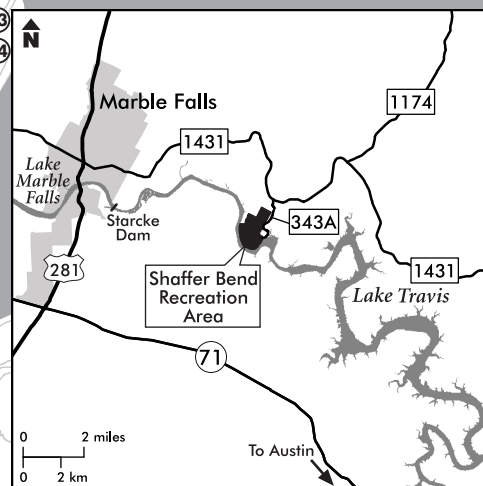 3
4
N
Marble Falls
1174
1431
Lake
Marble
Falls
Starcke
Dam
343A
281
Shaffer Bend
Recreation
Area
1431
Lake Travis
71
0 2 miles
0 2 km
To Austin